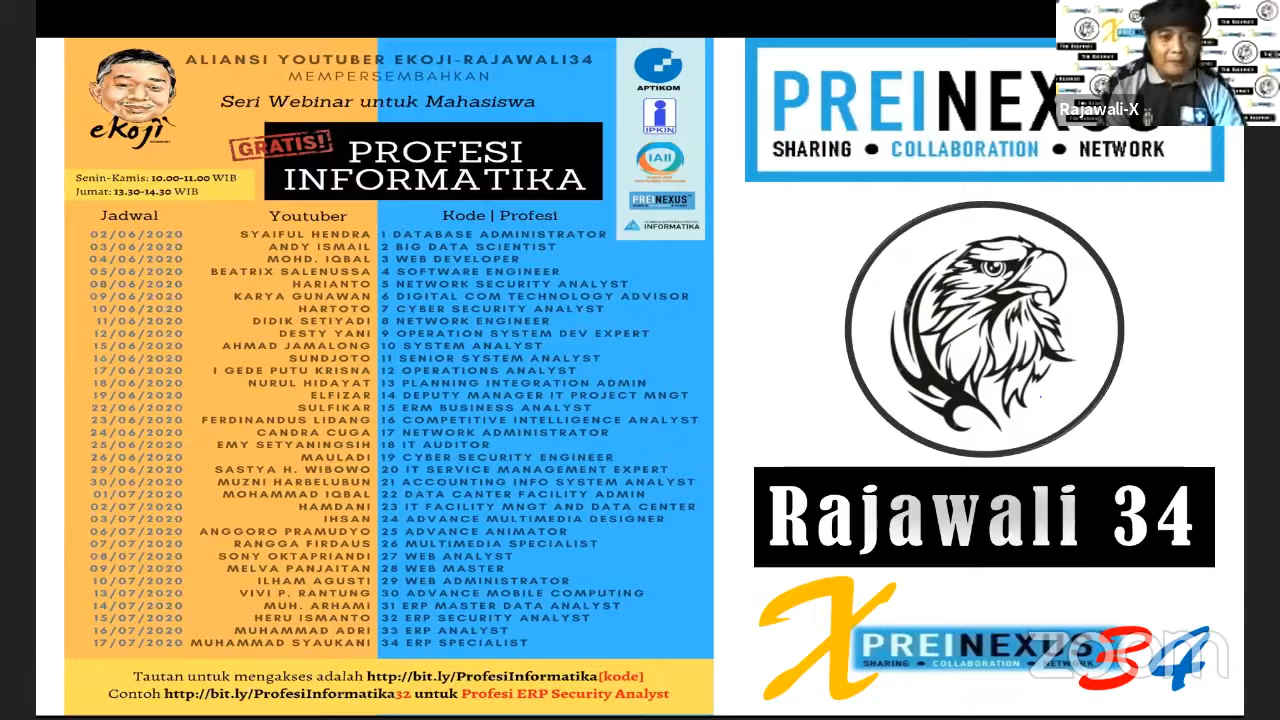 ALIANSI YOUTUBER EKOJI-RAJAWALI34
MEMPERSEMBAHKAN
Seri Webinar untuk Mahasiswa
ekoji
GRATIS!
PROFESI
INFORMATIKA
Senin-Kamis: 10.00-11.00 WIB
Jumat: 13.30-14.30 WIB
APTIKOM
IPKIN
IAII
PREINEXUS
INFORMATIKA
Jadwal Youtuber Kode | Profesi
02/06/2020 SYAIFUL HENDRA 1 DATABASE ADMINISTRATOR
03/06/2020 ANDY ISMAIL 2 BIG DATA SCIENTIST
04/06/2020 MOHD. IQBAL 3 WEB DEVELOPER
05/06/2020 BEATRIX SALENUSSA 4 SOFTWARE ENGINEER
08/06/2020 HARIANTO 5 NETWORK SECURITY ANALYST
09/06/2020 KARYA GUNAWAN 6 DIGITAL COM TECHNOLOGY ADVISOR
10/06/2020 HARTOTO 7 CYBER SECURITY ANALYST
11/06/2020 DIDIK SETIYADI 8 NETWORK ENGINEER
12/06/2020 DESTY YANI 9 OPERATION SYSTEM DEV EXPERT
15/06/2020 AHMAD JAMALONG 10 SYSTEM ANALYST
16/06/2020 SUNDJOTO 11 SENIOR SYSTEM ANALYST
17/06/2020 I GEDE PUTU KRISNA 12 OPERATIONS ANALYST
18/06/2020 NURUL HIDAYAT 13 PLANNING INTEGRATION ADMIN
19/06/2020 ELFIZAR 14 DEPUTY MANAGER IT PROJECT MNGT
22/06/2020 SULFIKAR 15 ERM BUSINESS ANALYST
23/06/2020 FERDINANDUS LIDANG 16 COMPETITIVE INTELLIGENCE ANALYST
24/06/2020 CANDRA CUGA 17 NETWORK ADMINISTRATOR
25/06/2020 EMY SETYANINGSIH 18 IT AUDITOR
26/06/2020 MAULADI 19 CYBER SECURITY ENGINEER
29/06/2020 SASTYA H. WIBOWO 20 IT SERVICE MANAGEMENT EXPERT
30/06/2020 MUZNI HARBELUBUN 21 ACCOUNTING INFO SYSTEM ANALYST
01/07/2020 MOHAMMAD IQBAL 22 DATA CANTER FACILITY ADMIN
02/07/2020 HAMDANI 23 IT FACILITY MNGT AND DATA CENTER
03/07/2020 IHSAN 24 ADVANCE MULTIMEDIA DESIGNER
06/07/2020 ANGGORO PRAMUDYO 25 ADVANCE ANIMATOR
07/07/2020 RANGGA FIRDAUS 26 MULTIMEDIA SPECIALIST
08/07/2020 SONY OKTAPRIANDI 27 WEB ANALYST
09/07/2020 MELVA PANJAITAN 28 WEB MASTER
10/07/2020 ILHAM AGUSTI 29 WEB ADMINISTRATOR
13/07/2020 VIVI P. RANTUNG 30 ADVANCE MOBILE COMPUTING
14/07/2020 MUH. ARHAMI 31 ERP MASTER DATA ANALYST
15/07/2020 HERU ISMANTO 32 ERP SECURITY ANALYST
16/07/2020 MUHAMMAD ADRI 33 ERP ANALYST
17/07/2020 MUHAMMAD SYAUKANI 34 ERP SPECIALIST
Tautan untuk mengakses adalah http://bit.ly/ProfesiInformatika[kode]
Contoh http://bit.ly/ProfesiInformatika32 untuk Profesi ERP Security Analyst
PREINEXUS
SHARING • COLLABORATION • NETWORK
Rajawali-X
Rajawali 34
X PREINEXUS 34
SHARING • COLLABORATION • NETWORK
zoom